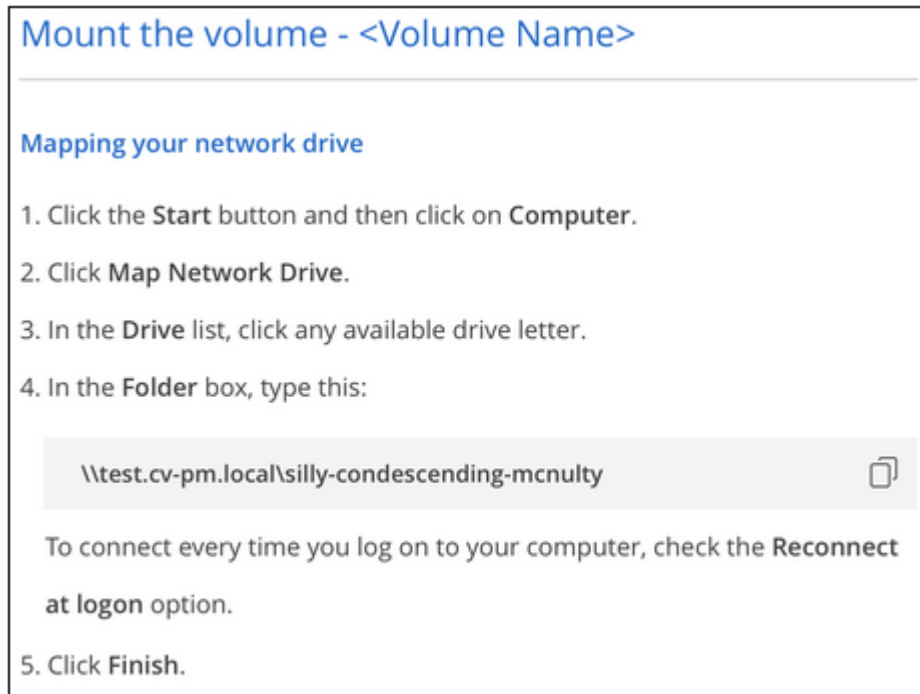 Mount the volume - <Volume Name>
Mapping your network drive
1. Click the Start button and then click on Computer.
2. Click Map Network Drive.
3. In the Drive list, click any available drive letter.
4. In the Folder box, type this:
\\test.cv-pm.local\silly-condescending-mcnulty
To connect every time you log on to your computer, check the Reconnect
at logon option.
5. Click Finish.